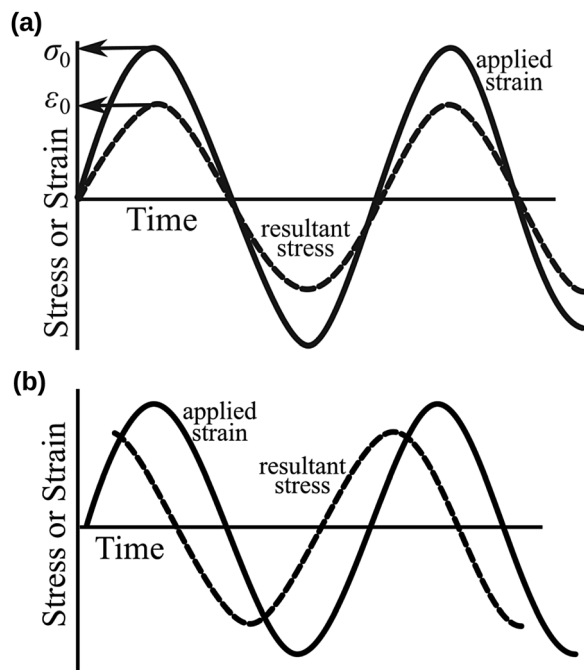 (a)
σ0
applied
strain
ε0
Stress or Strain
Time
resultant
stress
(b)
applied
strain
resultant
stress
Stress or Strain
Time